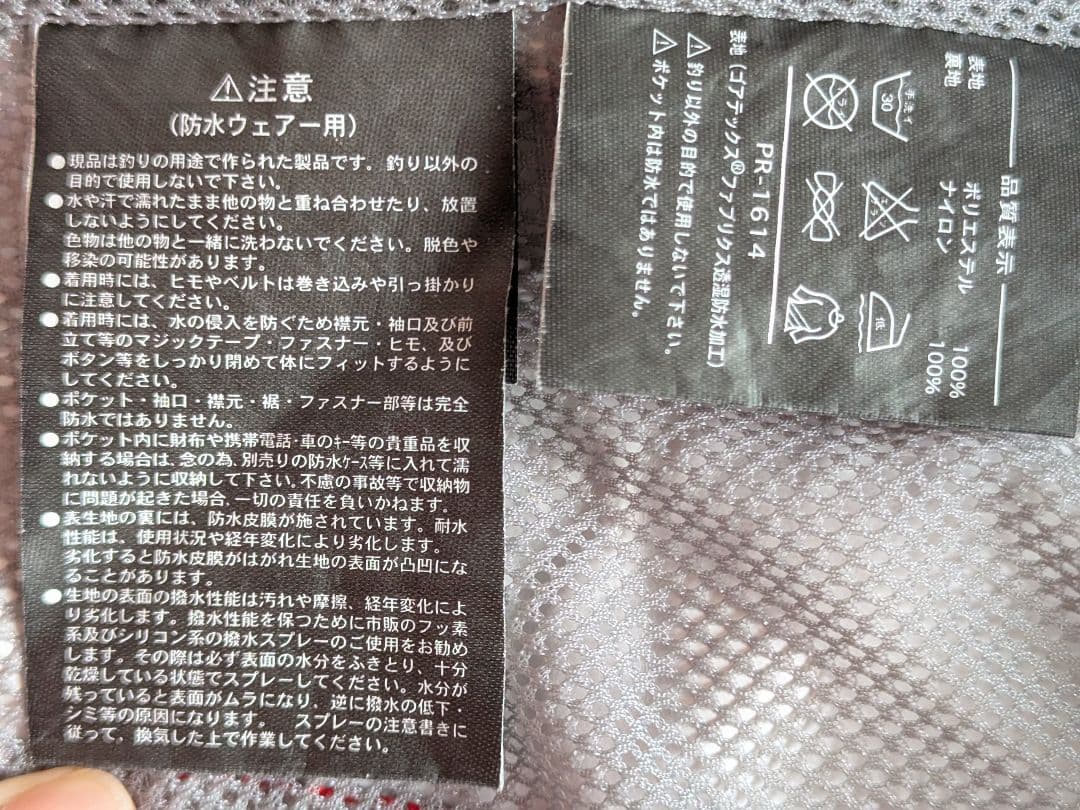 ⚠注意
(防水ウェアー用)
●現品は釣りの用途で作られた製品です。釣り以外の
目的で使用しないで下さい。
●水や汗で濡れたまま他の物と重ね合わせたり、放置
しないようにしてください。
色物は他の物と一緒に洗わないでください。脱色や
移染の可能性があります。
●着用時には、ヒモやベルトは巻き込みや引っ掛かり
に注意してください。
●着用時には、水の侵入を防ぐため襟元・袖口及び前
立て等のマジックテープ・ファスナー・ヒモ、及び
ボタン等をしっかり閉めて体にフィットするように
してください。
●ポケット・袖口・襟元・裾・ファスナー部等は完全
防水ではありません。
●ポケット内に財布や携帯電話・車のキー等の貴重品を収
納する場合は、念の為、別売りの防水ケース等に入れて濡
れないように収納して下さい。不慮の事故等で収納物
に問題が起きた場合、一切の責任を負いかねます。
●表生地の裏には、防水皮膜が施されています。耐水
性能は、使用状況や経年変化により劣化します。
劣化すると防水皮膜がはがれ生地の表面が凸凹にな
ることがあります。
●生地の表面の撥水性能は汚れや摩擦、経年変化によ
り劣化します。撥水性能を保つために市販のフッ素
系及びシリコン系の撥水スプレーのご使用をお勧め
します。その際は必ず表面の水分をふきとり、十分
乾燥している状態でスプレーしてください。水分が
残っていると表面がムラになり、逆に撥水の低下・
シミ等の原因になります。 スプレーの注意書きに
従って、換気した上で作業してください。
品質表示
表地 ポリエステル 100%
裏地 ナイロン 100%
手洗イ
30
低
PR-1614
表地(ゴアテックス®ファブリクス透湿防水加工)
⚠釣り以外の目的で使用しないで下さい。
⚠ポケット内は防水ではありません。